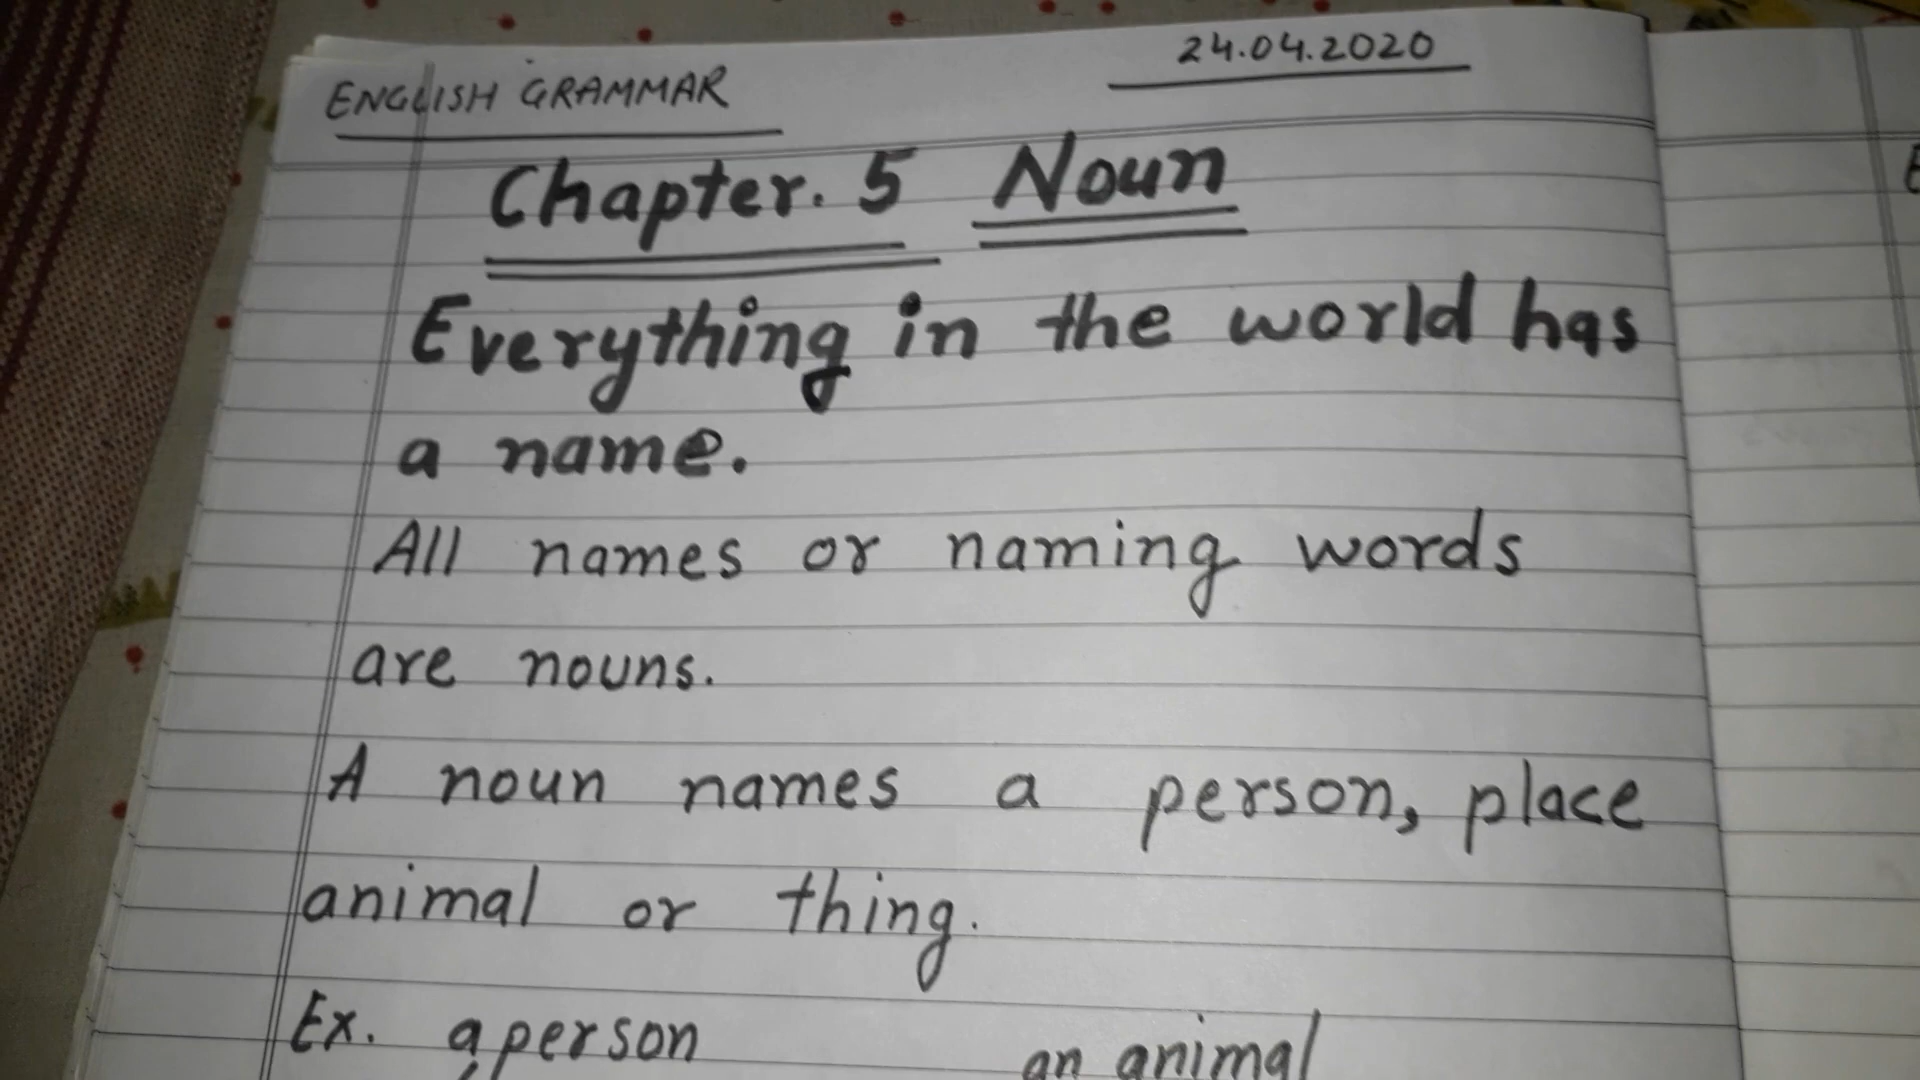 ENGLISH GRAMMAR 24.04.2020
Chapter. 5 Noun
Everything in the world has
a name.
All names or naming words
are nouns.
A noun names a person, place
animal or thing.
Ex. a person an animal